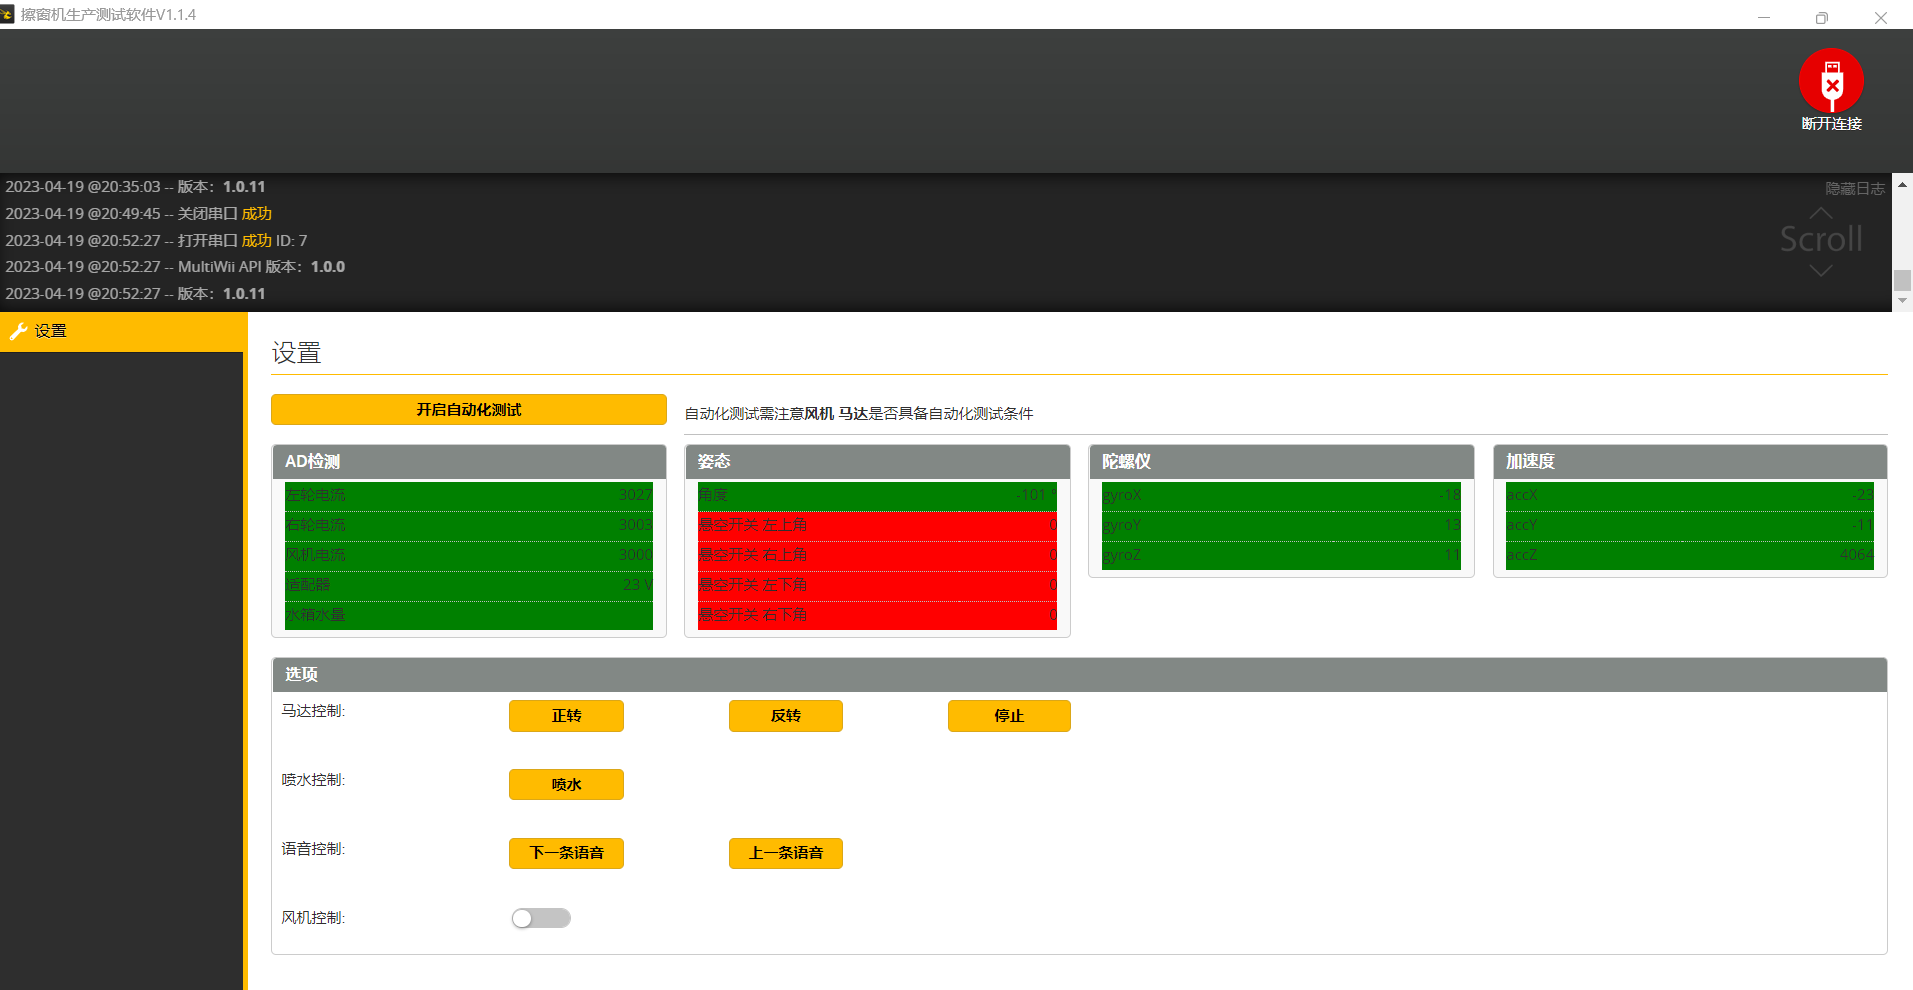 擦窗机生产测试软件V1.1.4
断开连接
2023-04-19 @20:35:03 -- 版本：1.0.11
隐藏日志
2023-04-19 @20:49:45 -- 关闭串口 成功
2023-04-19 @20:52:27 -- 打开串口 成功 ID: 7
Scroll
2023-04-19 @20:52:27 -- MultiWii API 版本：1.0.0
2023-04-19 @20:52:27 -- 版本：1.0.11
设置
设置
开启自动化测试
自动化测试需注意风机 马达是否具备自动化测试条件
AD检测
左轮电流 3027
右轮电流 3003
风机电流 3000
适配器 23 V
水箱水量
姿态
角度 -101 °
悬空开关 左上角 0
悬空开关 右上角 0
悬空开关 左下角 0
悬空开关 右下角 0
陀螺仪
gyroX -18
gyroY 13
gyroZ 11
加速度
accX -23
accY -11
accZ 4064
选项
马达控制: 正转 反转 停止
喷水控制: 喷水
语音控制: 下一条语音 上一条语音
风机控制: